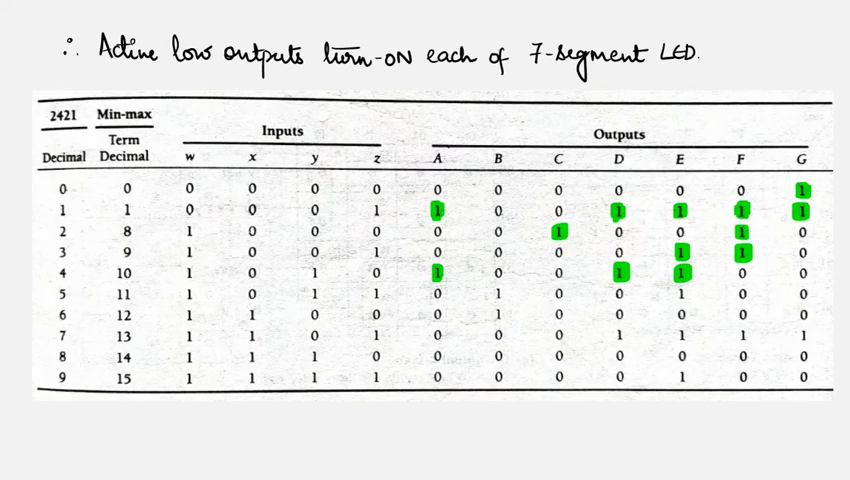 ∴ Active low outputs turn-ON each of 7-segment LED.
2421 Min-max
Inputs Outputs
Term
Decimal Decimal w x y z A B C D E F G
0 0 0 0 0 0 0 0 0 0 0 0 1
1 1 0 0 0 1 1 0 0 1 1 1 1
2 8 1 0 0 0 0 0 1 0 0 1 0
3 9 1 0 0 1 0 0 0 0 1 1 0
4 10 1 0 1 0 1 0 0 1 1 0 0
5 11 1 0 1 1 0 1 0 0 1 0 0
6 12 1 1 0 0 0 1 0 0 0 0 0
7 13 1 1 0 1 0 0 0 1 1 1 1
8 14 1 1 1 0 0 0 0 0 0 0 0
9 15 1 1 1 1 0 0 0 0 1 0 0